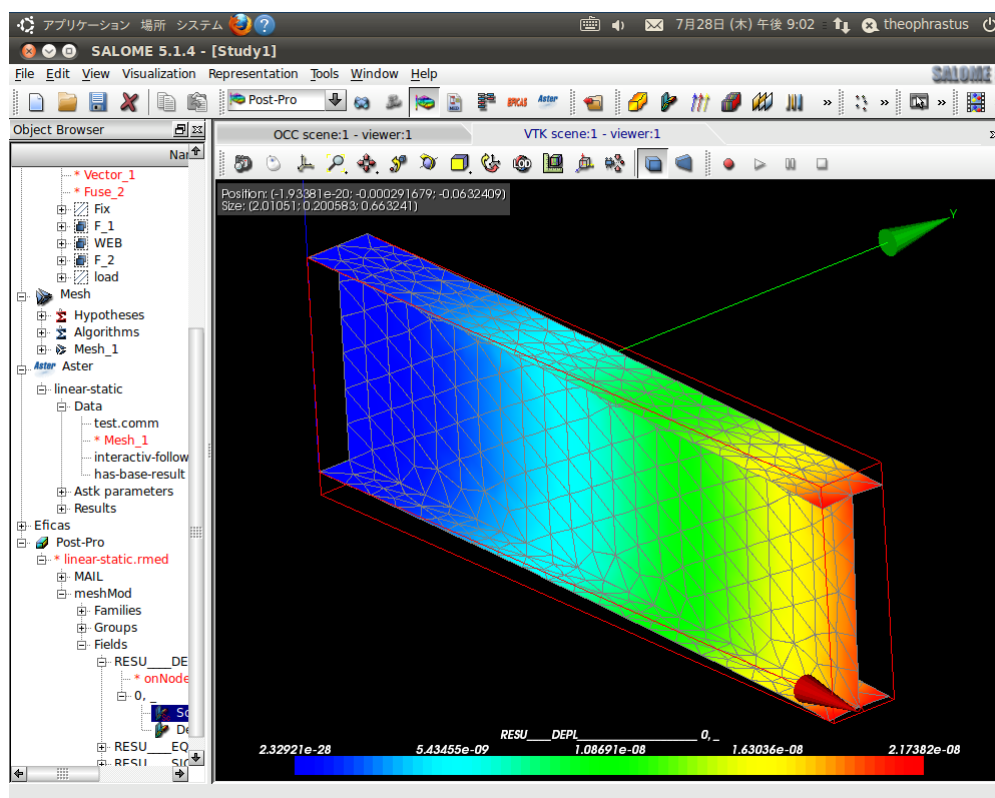 アプリケーション 場所 システム 7月28日 (木) 午後 9:02 theophrastus
SALOME 5.1.4 - [Study1]
File Edit View Visualization Representation Tools Window Help SALOME
Post-Pro EFICAS Aster » » » 
Object Browser
OCC scene:1 - viewer:1 VTK scene:1 - viewer:1
Nar
LOD
Position: (-1.93381e-20; -0.000291679; -0.0632409)
Size: (2.01051; 0.200583; 0.663241)
Y
* Vector_1
* Fuse_2
Fix
F_1
WEB
F_2
load
Mesh
Hypotheses
Algorithms
Mesh_1
Aster Aster
linear-static
Data
test.comm
* Mesh_1
interactiv-follow
has-base-result
Astk parameters
Results
Eficas
Post-Pro
* linear-static.rmed
MAIL
meshMod
Families
Groups
Fields
RESU____DE
* onNode
0, _
Sc
De
RESU____EQ
RESU____SIG
RESU____DEPL____________________ 0,_
2.32921e-28 5.43455e-09 1.08691e-08 1.63036e-08 2.17382e-08